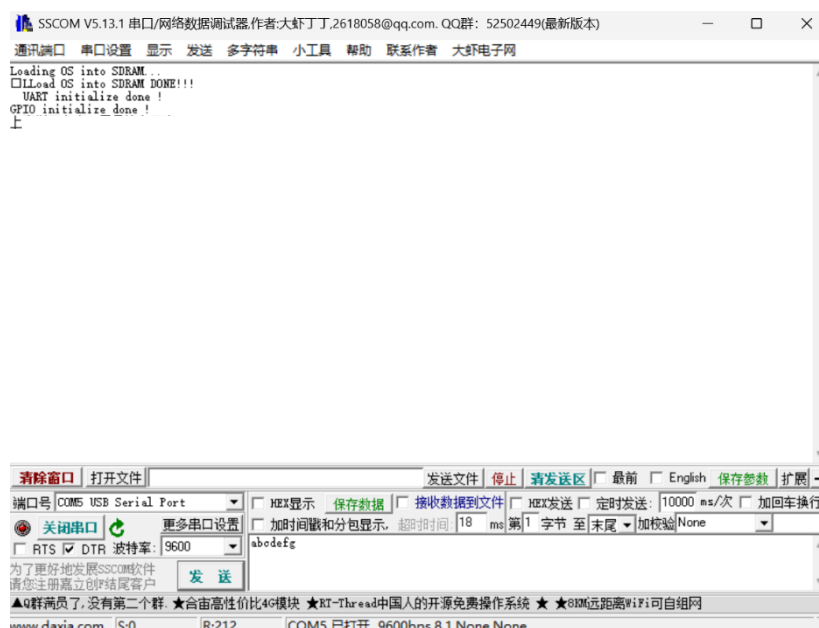 SSCOM V5.13.1 串口/网络数据调试器,作者:大虾丁丁,2618058@qq.com. QQ群: 52502449(最新版本)
通讯端口 串口设置 显示 发送 多字符串 小工具 帮助 联系作者 大虾电子网
Loading OS into SDRAM...
□LLoad OS into SDRAM DONE!!!
UART initialize done !
GPIO initialize done !
上
清除窗口 打开文件 发送文件 停止 清发送区 最前 English 保存参数 扩展 -
端口号 COM5 USB Serial Port HEX显示 保存数据 接收数据到文件 HEX发送 定时发送: 10000 ms/次 加回车换行
关闭串口 更多串口设置 加时间戳和分包显示, 超时时间: 18 ms 第1 字节 至 末尾 加校验 None
RTS DTR 波特率: 9600 abcdefg
为了更好地发展SSCOM软件
请您注册嘉立创F结尾客户 发 送
▲Q群满员了,没有第二个群. ★合宙高性价比4G模块 ★RT-Thread中国人的开源免费操作系统 ★ ★8KM远距离WiFi可自组网
www.daxia.com S:0 R:212 COM5 已打开 9600bps,8,1,None,None